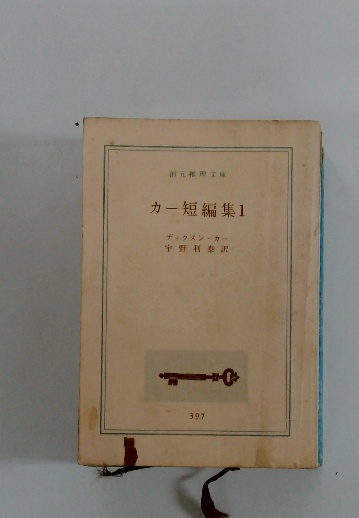 創元推理文庫
カー短編集1
ディクスン・カー
宇野利泰訳
397